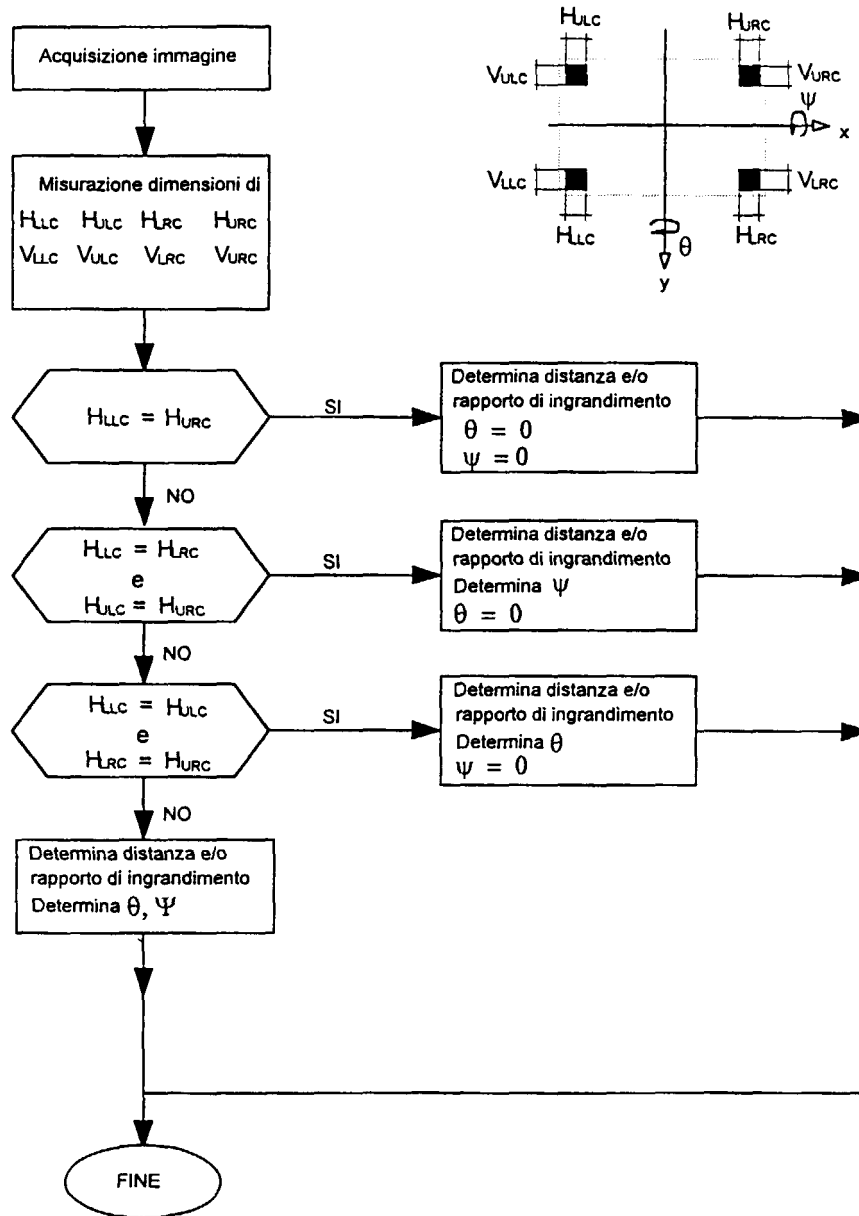 Acquisizione immagine
HULC
HURC
VULC
VURC
ψ
x
VLLC
VLRC
HLLC
HLRC
θ
y
Misurazione dimensioni di
HLLC HULC HLRC HURC
VLLC VULC VLRC VURC
HLLC = HURC
SI
Determina distanza e/o
rapporto di ingrandimento
θ = 0
ψ = 0
NO
HLLC = HLRC
e
HULC = HURC
SI
Determina distanza e/o
rapporto di ingrandimento
Determina ψ
θ = 0
NO
HLLC = HULC
e
HLRC = HURC
SI
Determina distanza e/o
rapporto di ingrandimento
Determina θ
ψ = 0
NO
Determina distanza e/o
rapporto di ingrandimento
Determina θ, Ψ
FINE